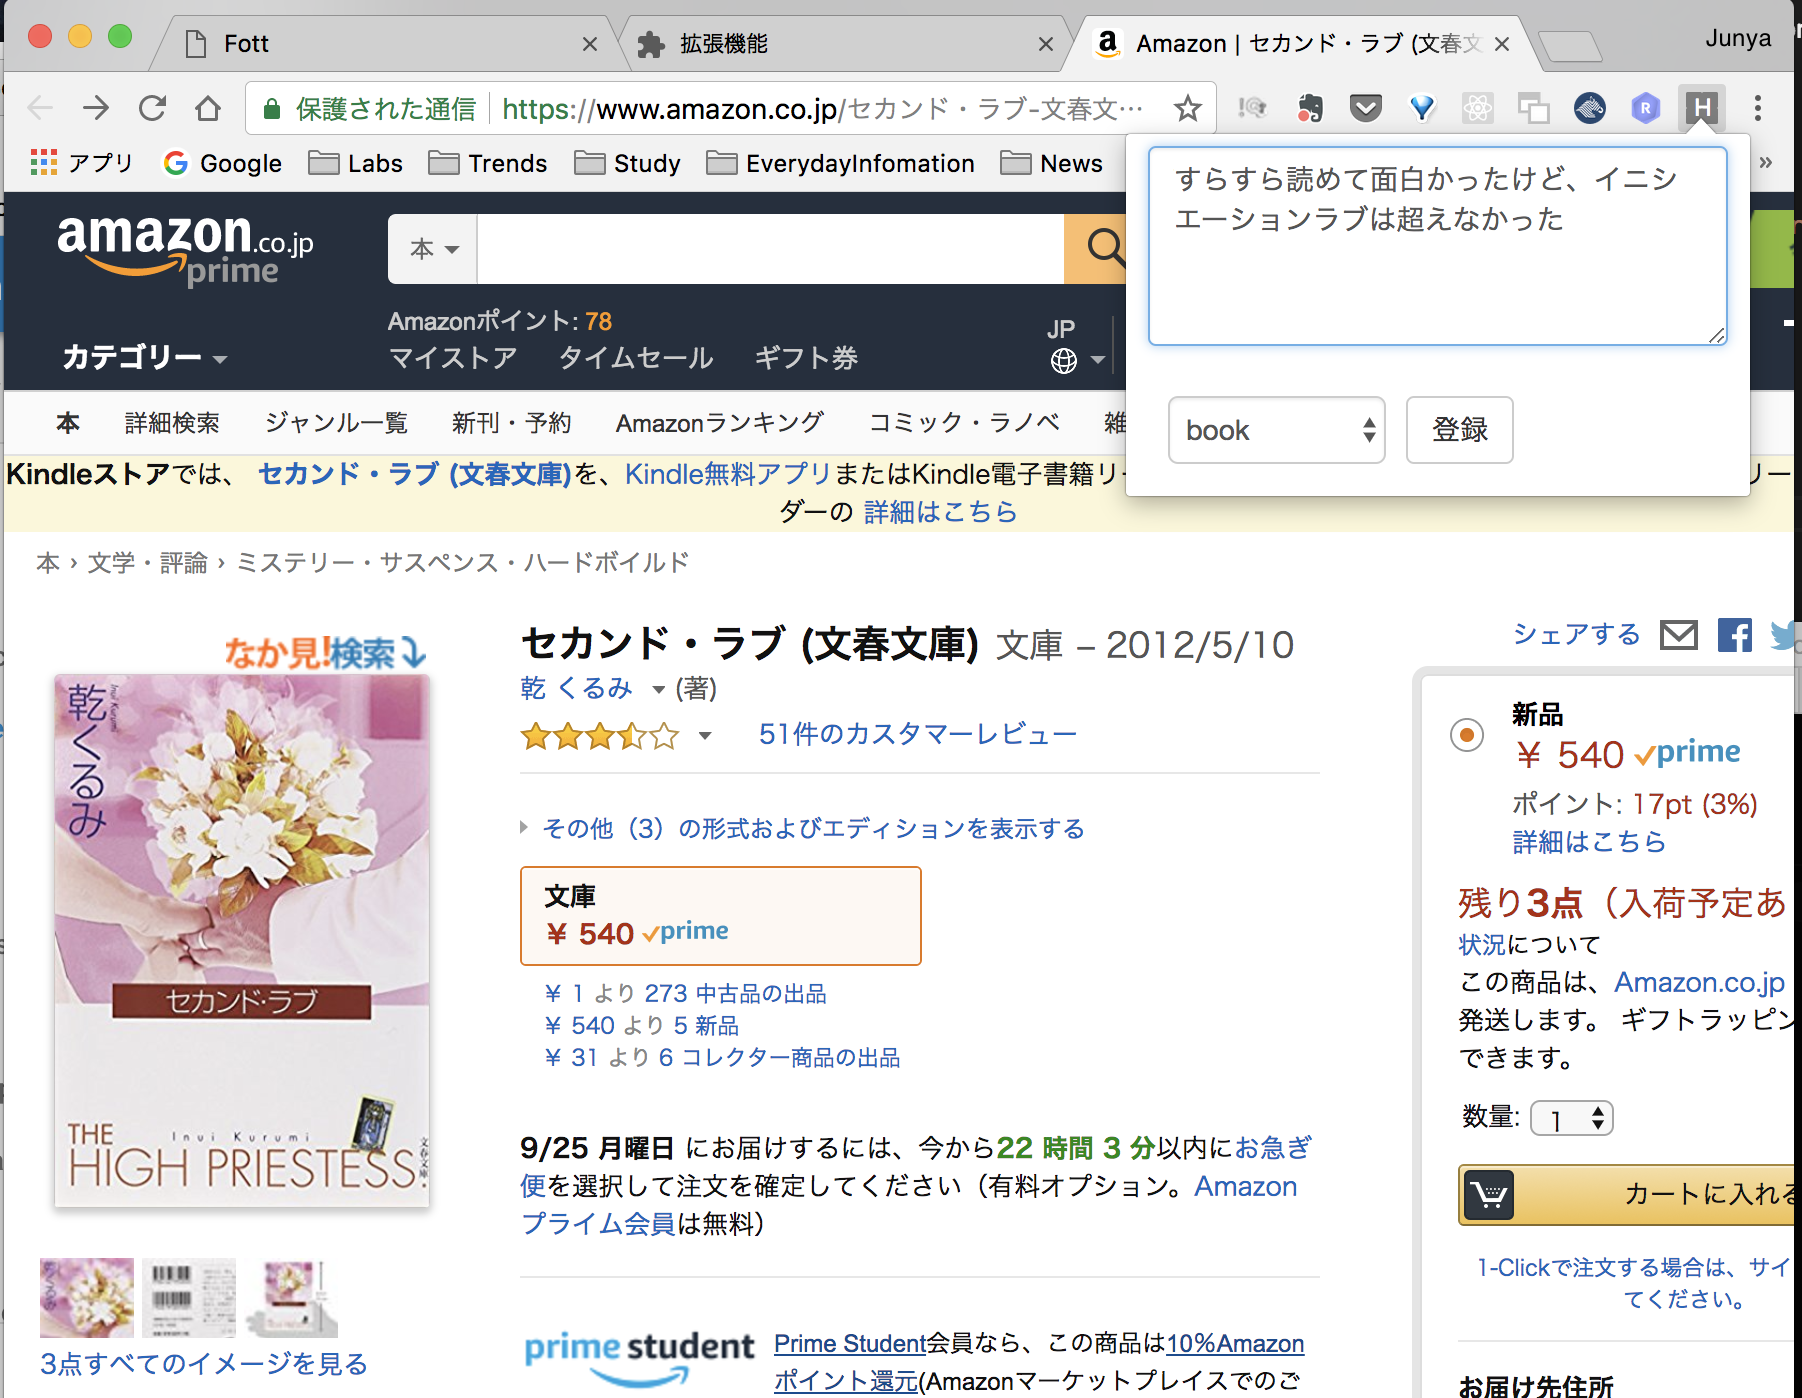 Fott
拡張機能
Amazon | セカンド・ラブ (文春文
Junya
保護された通信
https://www.amazon.co.jp/セカンド・ラブ-文春文…
アプリ
Google
Labs
Trends
Study
EverydayInfomation
News
»
すらすら読めて面白かったけど、イニシ
エーションラブは超えなかった
book
登録
amazon.co.jp
prime
本
Amazonポイント: 78
カテゴリー
マイストア
タイムセール
ギフト券
JP
本
詳細検索
ジャンル一覧
新刊・予約
Amazonランキング
コミック・ラノベ
雑
Kindleストアでは、 セカンド・ラブ (文春文庫)を、Kindle無料アプリまたはKindle電子書籍リー
リー
ダーの 詳細はこちら
本 › 文学・評論 › ミステリー・サスペンス・ハードボイルド
なか見!検索
乾くるみ
Inui Kurumi
セカンド・ラブ
THE
Inui Kurumi
HIGH PRIESTESS
文春文庫
3点すべてのイメージを見る
セカンド・ラブ (文春文庫) 文庫 – 2012/5/10
乾 くるみ (著)
51件のカスタマーレビュー
その他（3）の形式およびエディションを表示する
文庫
￥ 540 prime
￥ 1 より 273 中古品の出品
￥ 540 より 5 新品
￥ 31 より 6 コレクター商品の出品
9/25 月曜日 にお届けするには、今から22 時間 3 分以内にお急ぎ
便を選択して注文を確定してください（有料オプション。Amazon
プライム会員は無料）
prime student
Prime Student会員なら、この商品は10%Amazon
ポイント還元(Amazonマーケットプレイスでのご
シェアする
新品
￥ 540 prime
ポイント: 17pt (3%)
詳細はこちら
残り3点（入荷予定あ
状況について
この商品は、Amazon.co.jp
発送します。 ギフトラッピン
できます。
数量: 1
カートに入れる
1-Clickで注文する場合は、サイ
てください。
お届け先住所